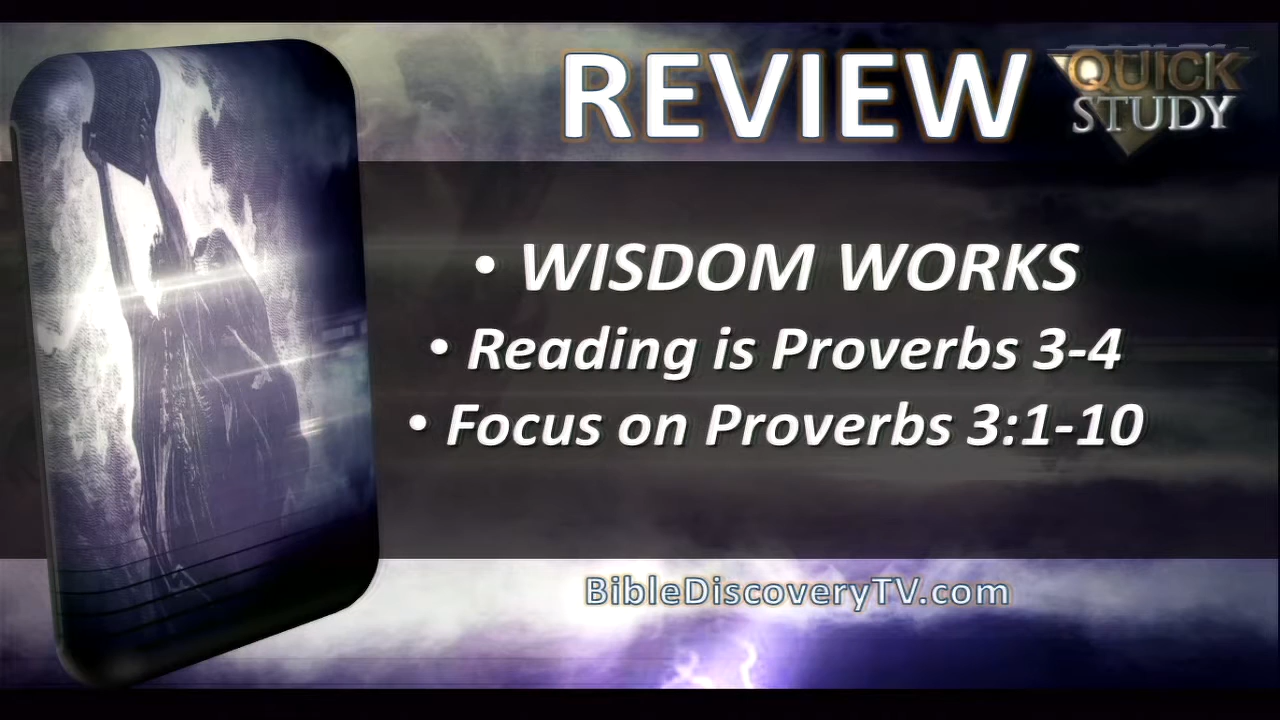 REVIEW
QUICK
STUDY
• WISDOM WORKS
• Reading is Proverbs 3-4
• Focus on Proverbs 3:1-10
BibleDiscoveryTV.com